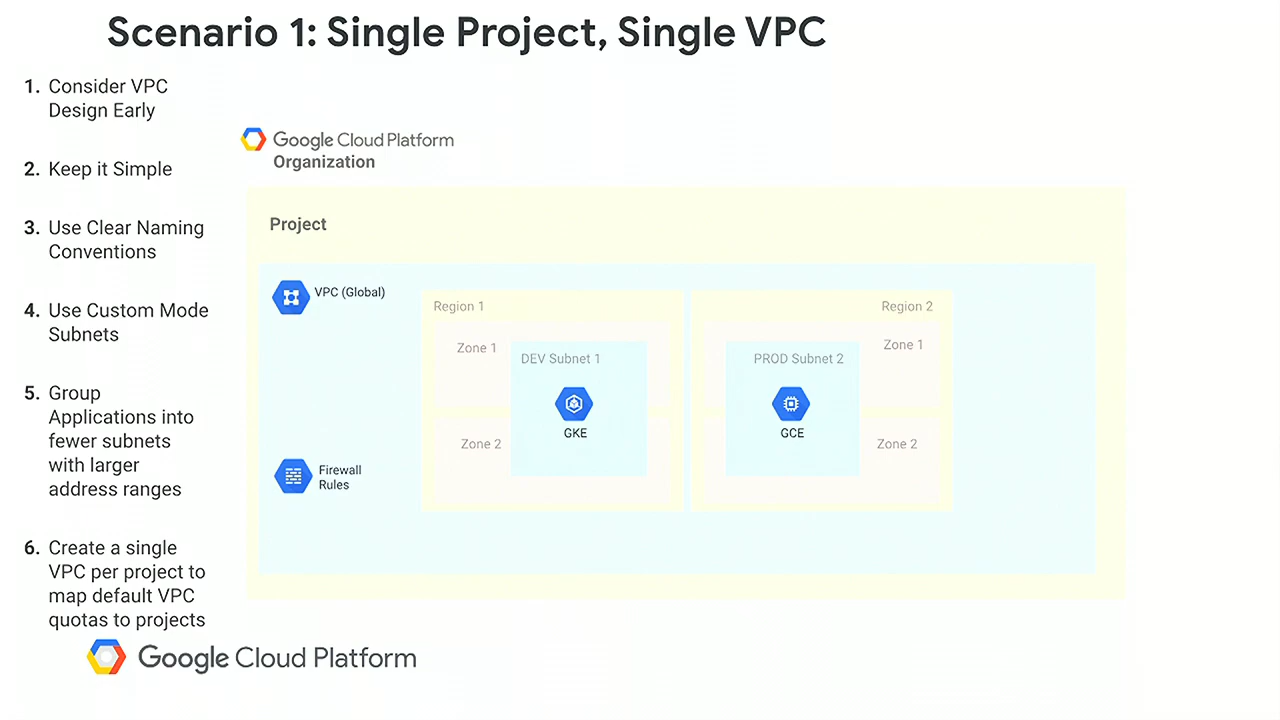 Scenario 1: Single Project, Single VPC
1. Consider VPC
Design Early
2. Keep it Simple
3. Use Clear Naming
Conventions
4. Use Custom Mode
Subnets
5. Group
Applications into
fewer subnets
with larger
address ranges
6. Create a single
VPC per project to
map default VPC
quotas to projects
Google Cloud Platform
Organization
Project
VPC (Global)
Firewall
Rules
Region 1
Zone 1
DEV Subnet 1
GKE
Zone 2
Region 2
PROD Subnet 2
Zone 1
GCE
Zone 2
Google Cloud Platform